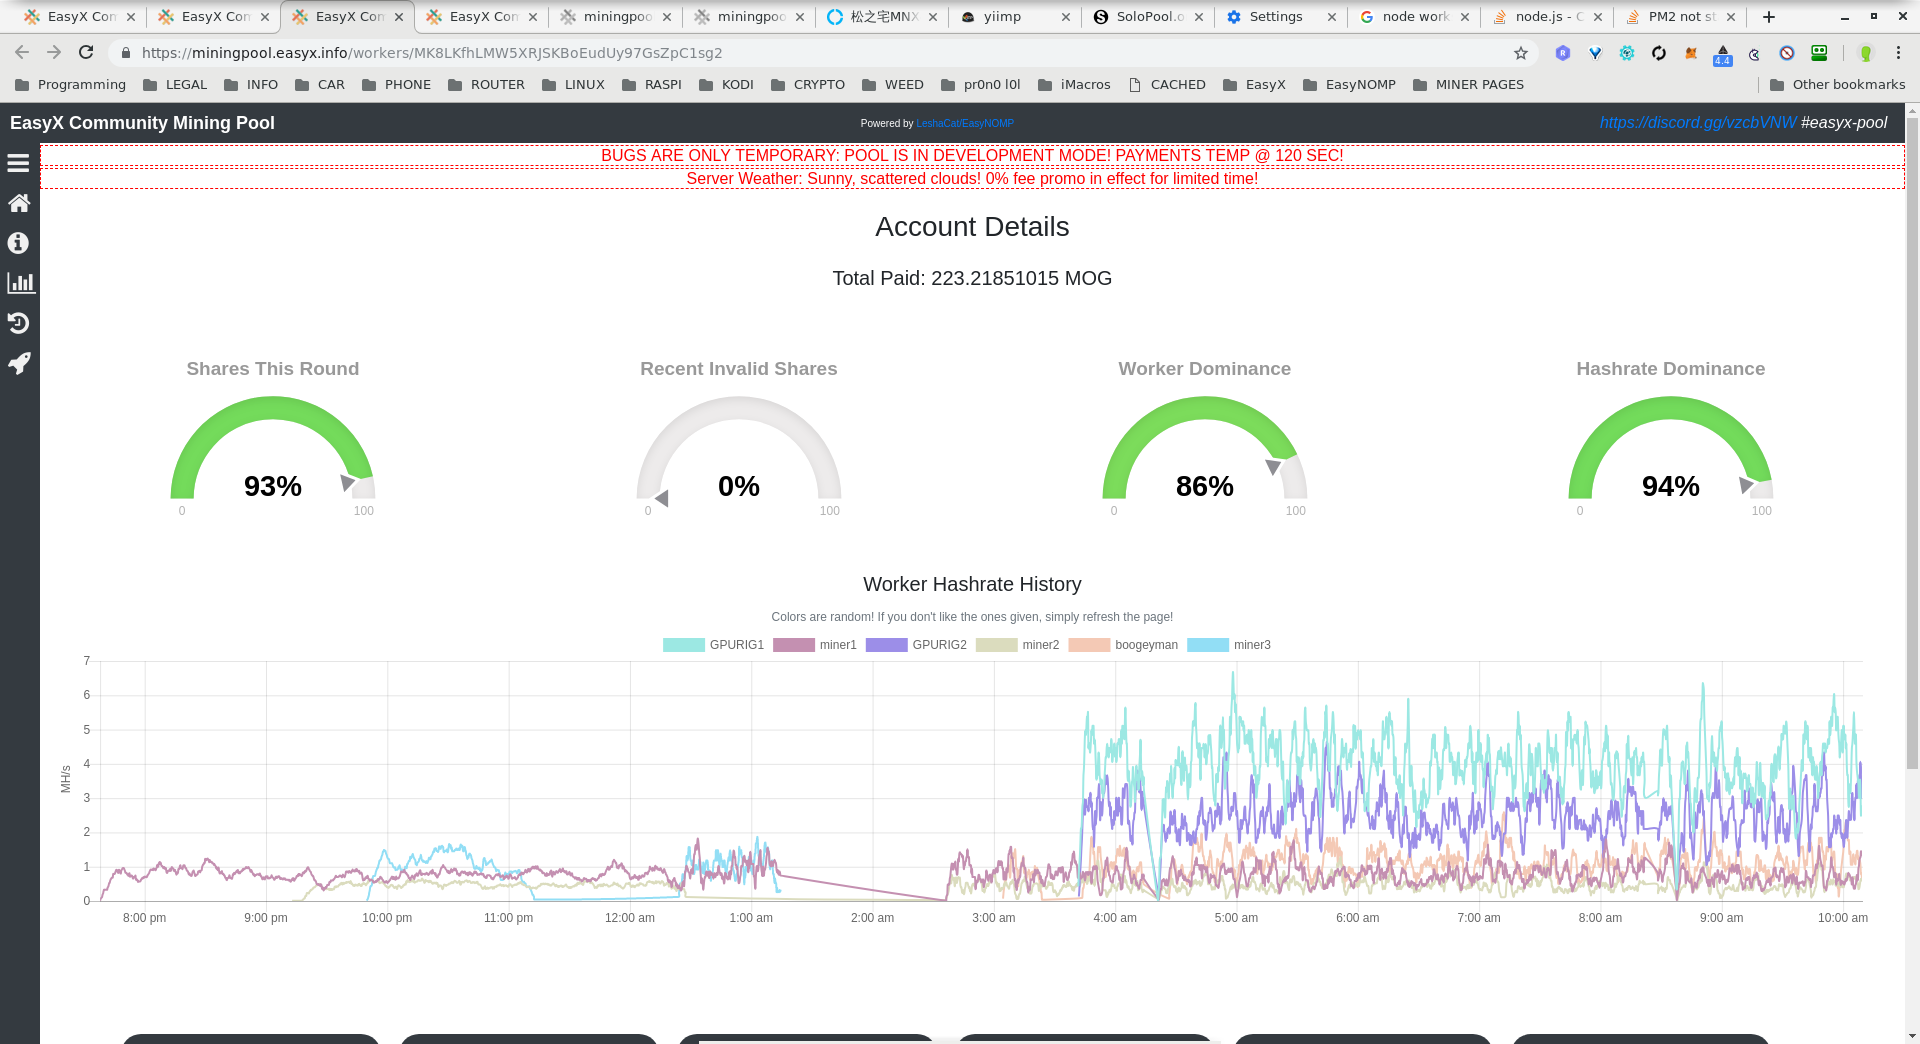 EasyX Con
EasyX Con
EasyX Con
EasyX Con
miningpoo
miningpoo
松之宅MNX
yiimp
SoloPool.o
Settings
node work
node.js - C
PM2 not st
https://miningpool.easyx.info/workers/MK8LKfhLMW5XRJSKBoEudUy97GsZpC1sg2
4.4
Programming LEGAL INFO CAR PHONE ROUTER LINUX RASPI KODI CRYPTO WEED pr0n0 l0l iMacros CACHED EasyX EasyNOMP MINER PAGES Other bookmarks
EasyX Community Mining Pool
Powered by LeshaCat/EasyNOMP
https://discord.gg/vzcbVNW #easyx-pool
BUGS ARE ONLY TEMPORARY: POOL IS IN DEVELOPMENT MODE! PAYMENTS TEMP @ 120 SEC!
Server Weather: Sunny, scattered clouds! 0% fee promo in effect for limited time!
Account Details
Total Paid: 223.21851015 MOG
Shares This Round
93%
0 100
Recent Invalid Shares
0%
0 100
Worker Dominance
86%
0 100
Hashrate Dominance
94%
0 100
Worker Hashrate History
Colors are random! If you don't like the ones given, simply refresh the page!
GPURIG1 miner1 GPURIG2 miner2 boogeyman miner3
MH/s
7
6
5
4
3
2
1
0
8:00 pm 9:00 pm 10:00 pm 11:00 pm 12:00 am 1:00 am 2:00 am 3:00 am 4:00 am 5:00 am 6:00 am 7:00 am 8:00 am 9:00 am 10:00 am